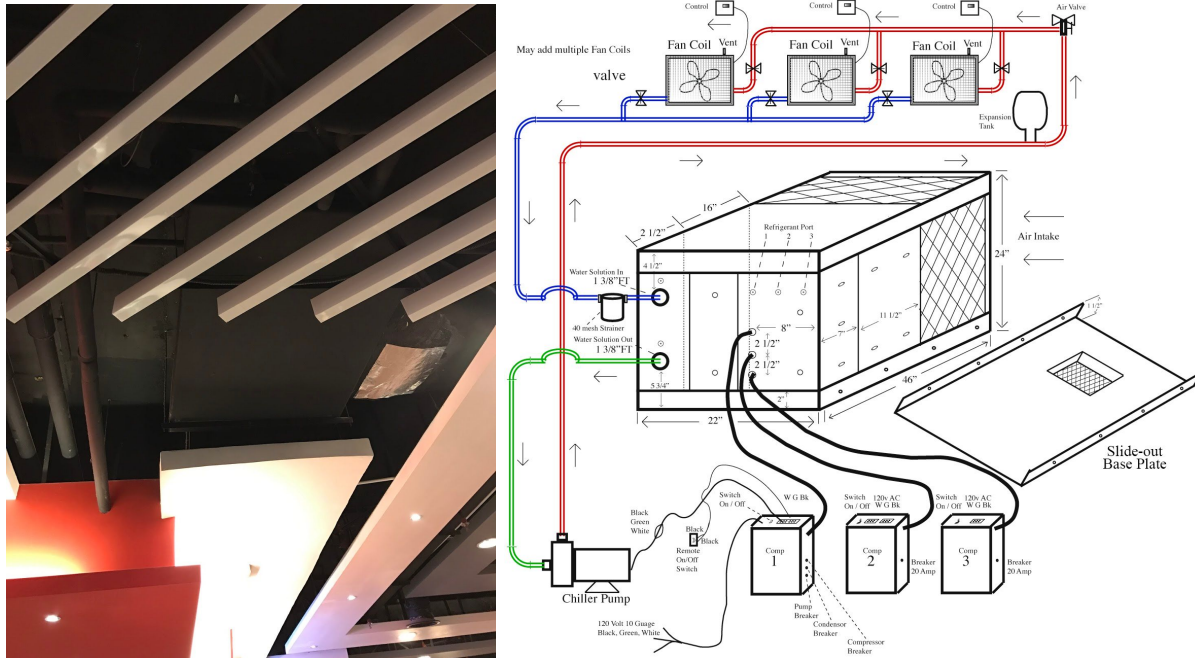 Control
Control
Control
Air Valve
May add multiple Fan Coils
Fan Coil
Vent
Fan Coil
Vent
Fan Coil
Vent
valve
Expansion
Tank
16”
2 1/2”
Refrigerant Port
1
2
3
Air Intake
24”
4 1/2”
Water Solution In
1 3/8”FT
40 mesh Strainer
Water Solution Out
1 3/8”FT
8”
2 1/2”
2 1/2”
11 1/2”
1 1/2”
5 3/4”
2”
22”
46”
Slide-out
Base Plate
Switch
On / Off
W G Bk
Switch
On / Off
120v AC
W G Bk
Switch
On / Off
120v AC
W G Bk
Black
Green
White
Black
Black
Remote
On/Off
Switch
Comp
1
Comp
2
Comp
3
Breaker
20 Amp
Breaker
20 Amp
Chiller Pump
Pump
Breaker
Condensor
Breaker
Compressor
Breaker
120 Volt 10 Guage
Black, Green, White